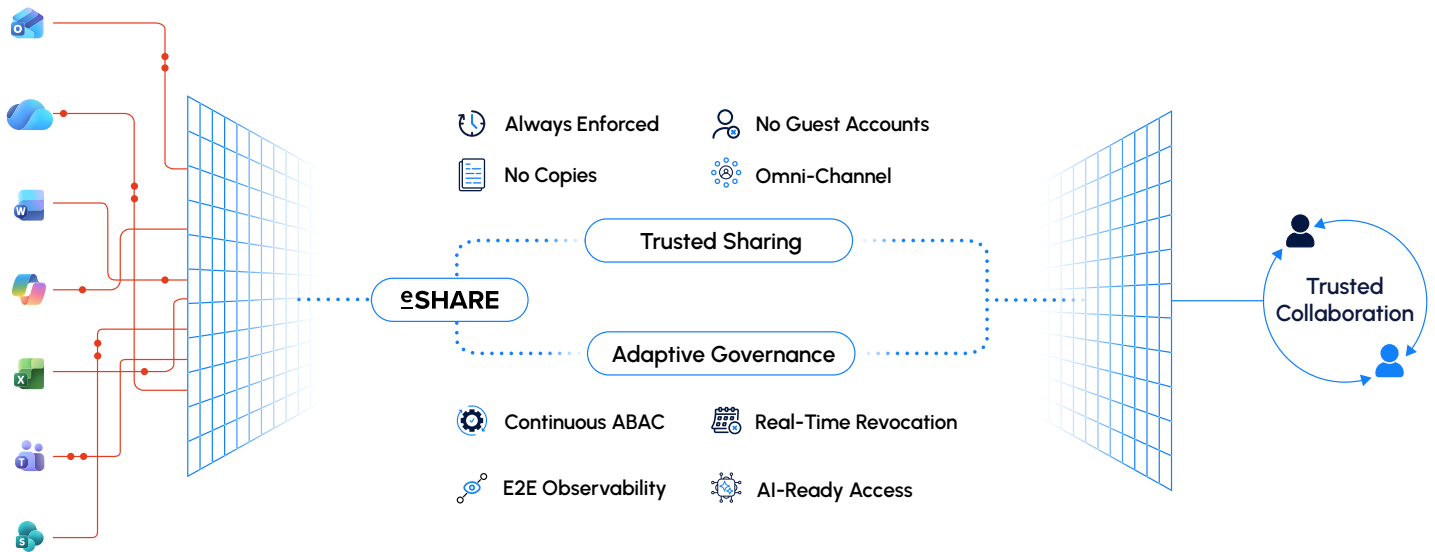 O
W
X
T
S
Always Enforced
No Guest Accounts
No Copies
Omni-Channel
Trusted Sharing
eSHARE
Adaptive Governance
Continuous ABAC
Real-Time Revocation
E2E Observability
AI-Ready Access
Trusted
Collaboration